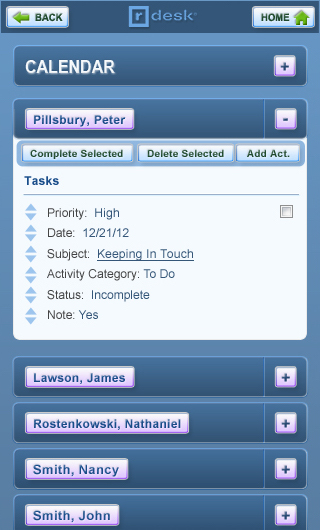 BACK
rdesk®
HOME
CALENDAR
+
Pillsbury, Peter
-
Complete Selected
Delete Selected
Add Act.
Tasks
Priority: High
Date: 12/21/12
Subject: Keeping In Touch
Activity Category: To Do
Status: Incomplete
Note: Yes
Lawson, James
+
Rostenkowski, Nathaniel
+
Smith, Nancy
+
Smith, John
+